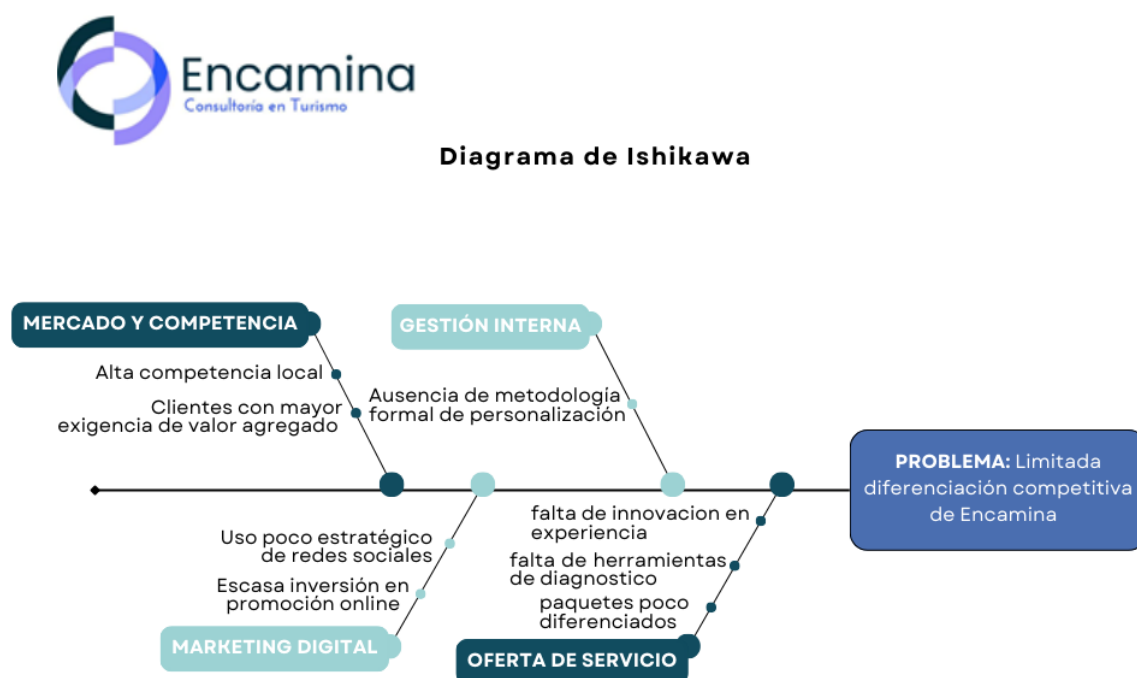 Encamina
Consultoría en Turismo
Diagrama de Ishikawa
MERCADO Y COMPETENCIA
Alta competencia local
Clientes con mayor
exigencia de valor agregado
GESTIÓN INTERNA
Ausencia de metodología
formal de personalización
PROBLEMA: Limitada
diferenciación competitiva
de Encamina
Uso poco estratégico
de redes sociales
Escasa inversión en
promoción online
MARKETING DIGITAL
falta de innovacion en
experiencia
falta de herramientas
de diagnostico
paquetes poco
diferenciados
OFERTA DE SERVICIO